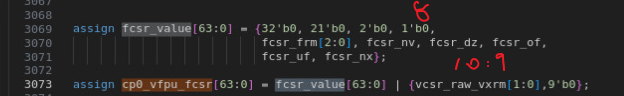 3067
3068
8
3069 assign fcsr_value[63:0] = {32'b0, 21'b0, 2'b0, 1'b0,
3070 fcsr_frm[2:0], fcsr_nv, fcsr_dz, fcsr_of,
3071 fcsr_uf, fcsr_nx};
10:9
3072
3073 assign cp0_vfpu_fcsr[63:0] = fcsr_value[63:0] | {vcsr_raw_vxrm[1:0],9'b0};